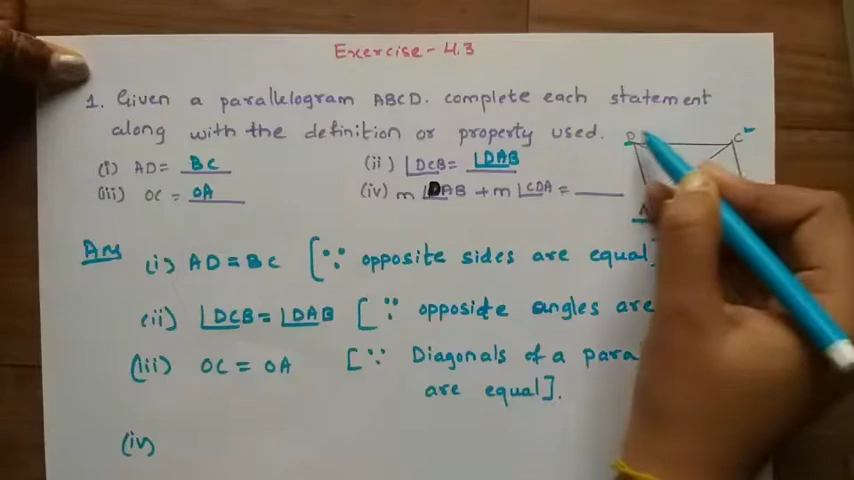 Exercise - 4.3
1. Given a parallelogram ABCD. complete each statement
along with the definition or property used.
(i) AD = BC (ii) ∠DCB = ∠DAB
(iii) OC = OA (iv) m ∠DAB + m ∠CDA = ______
D C
A
Ans (i) AD = BC [∵ opposite sides are equal]
(ii) ∠DCB = ∠DAB [∵ opposite angles are
(iii) OC = OA [∵ Diagonals of a
are equal].
(iv)